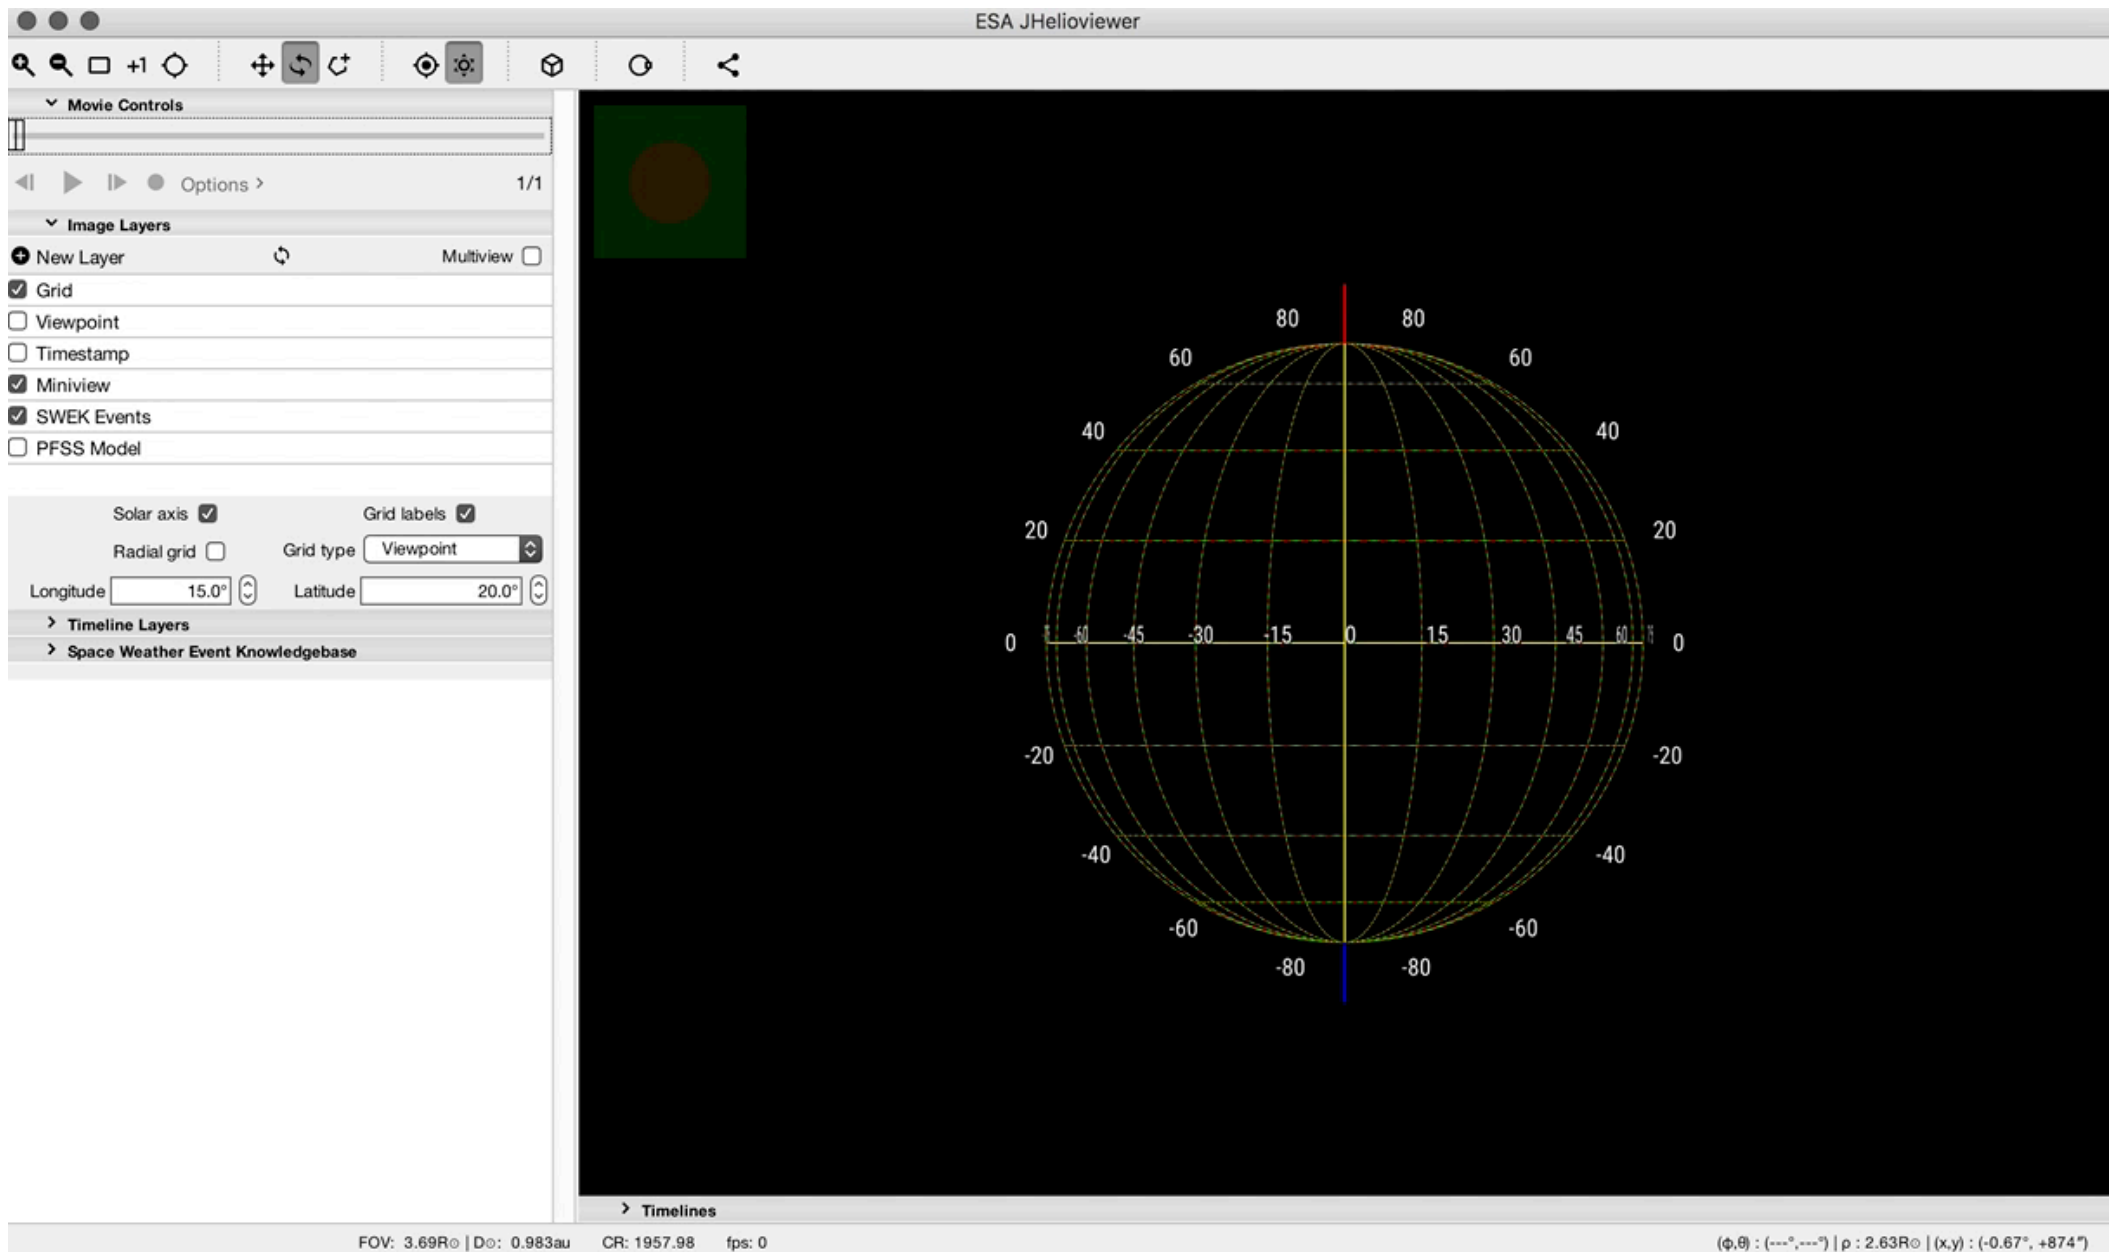 ESA JHelioviewer
+1
Movie Controls
Options
1/1
Image Layers
New Layer Multiview
Grid
Viewpoint
Timestamp
Miniview
SWEK Events
PFSS Model
Solar axis Grid labels
Radial grid Grid type Viewpoint
Longitude 15.0° Latitude 20.0°
Timeline Layers
Space Weather Event Knowledgebase
80 80
60 60
40 40
20 20
0 -60 -45 -30 -15 0 15 30 45 60 0
-20 -20
-40 -40
-60 -60
-80 -80
Timelines
FOV: 3.69R⊙ | D⊙: 0.983au CR: 1957.98 fps: 0 (φ,θ) : (---°,---°) | ρ : 2.63R⊙ | (x,y) : (-0.67°, +874″)